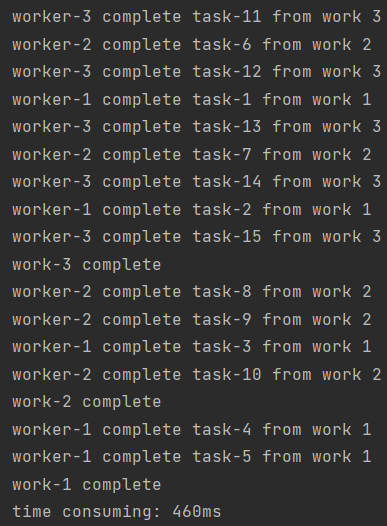 worker-3 complete task-11 from work 3
worker-2 complete task-6 from work 2
worker-3 complete task-12 from work 3
worker-1 complete task-1 from work 1
worker-3 complete task-13 from work 3
worker-2 complete task-7 from work 2
worker-3 complete task-14 from work 3
worker-1 complete task-2 from work 1
worker-3 complete task-15 from work 3
work-3 complete
worker-2 complete task-8 from work 2
worker-2 complete task-9 from work 2
worker-1 complete task-3 from work 1
worker-2 complete task-10 from work 2
work-2 complete
worker-1 complete task-4 from work 1
worker-1 complete task-5 from work 1
work-1 complete
time consuming: 460ms